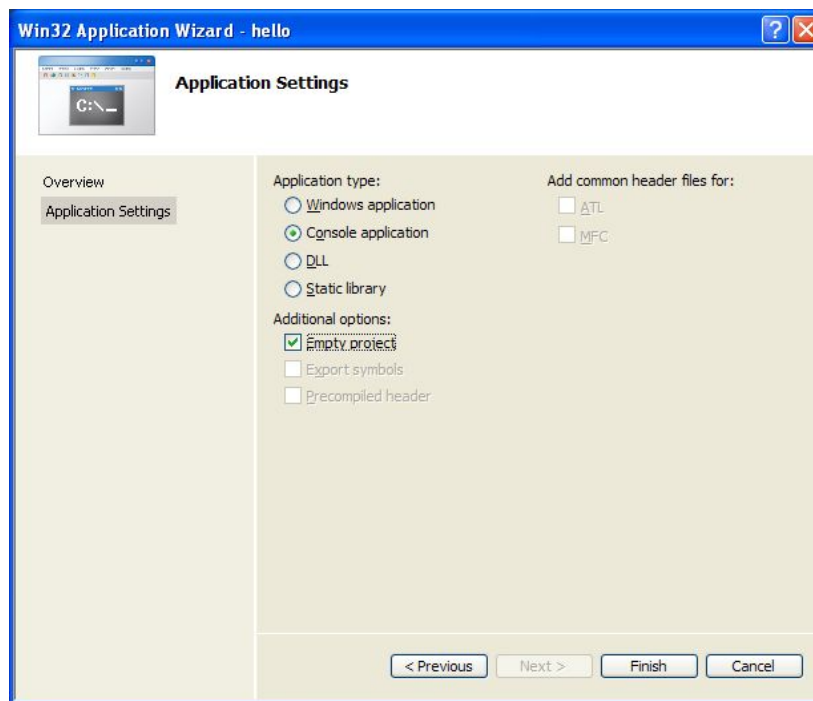 Win32 Application Wizard - hello
C:\_
Application Settings
Overview
Application Settings
Application type:
Windows application
Console application
DLL
Static library
Additional options:
Empty project
Export symbols
Precompiled header
Add common header files for:
ATL
MFC
< Previous
Next >
Finish
Cancel